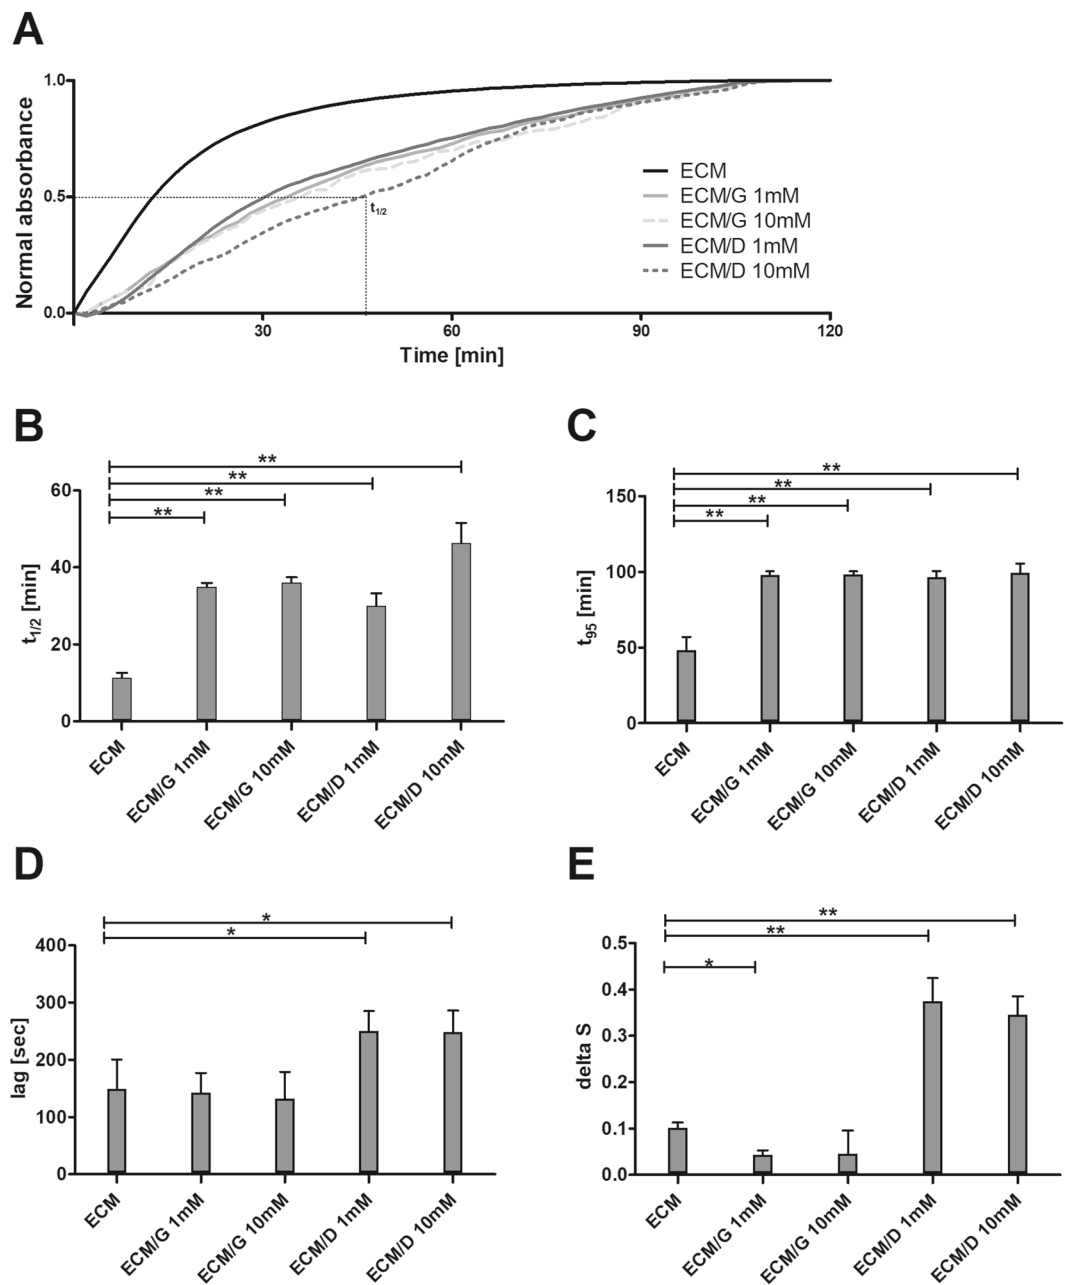 A
Normal absorbance
1.0
0.5
0.0
t1/2
30
60
90
120
Time [min]
ECM
ECM/G 1mM
ECM/G 10mM
ECM/D 1mM
ECM/D 10mM
B
t1/2 [min]
**
**
**
**
60
40
20
0
ECM
ECM/G 1mM
ECM/G 10mM
ECM/D 1mM
ECM/D 10mM
C
t95 [min]
**
**
**
**
150
100
50
0
ECM
ECM/G 1mM
ECM/G 10mM
ECM/D 1mM
ECM/D 10mM
D
lag [sec]
*
*
400
300
200
100
0
ECM
ECM/G 1mM
ECM/G 10mM
ECM/D 1mM
ECM/D 10mM
E
delta S
**
**
*
0.5
0.4
0.3
0.2
0.1
0.0
ECM
ECM/G 1mM
ECM/G 10mM
ECM/D 1mM
ECM/D 10mM